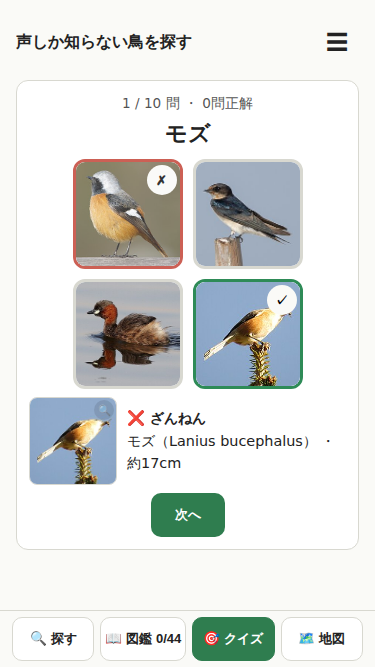 声しか知らない鳥を探す
1 / 10 問 ・ 0問正解
モズ
✗
✓
❌ ざんねん
モズ（Lanius bucephalus） ・
約17cm
次へ
🔍 探す
📖 図鑑 0/44
🎯 クイズ
🗺️ 地図